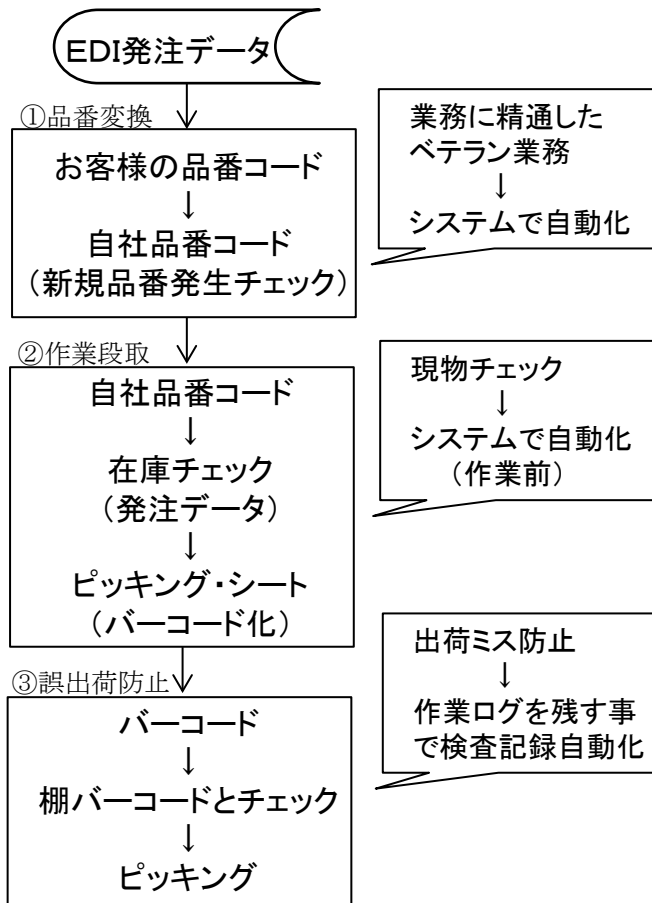 EDI発注データ
①品番変換
お客様の品番コード
↓
自社品番コード
(新規品番発生チェック)
業務に精通した
ベテラン業務
↓
システムで自動化
②作業段取
自社品番コード
↓
在庫チェック
(発注データ)
↓
ピッキング・シート
(バーコード化)
現物チェック
↓
システムで自動化
(作業前)
③誤出荷防止
バーコード
↓
棚バーコードとチェック
↓
ピッキング
出荷ミス防止
↓
作業ログを残す事
で検査記録自動化